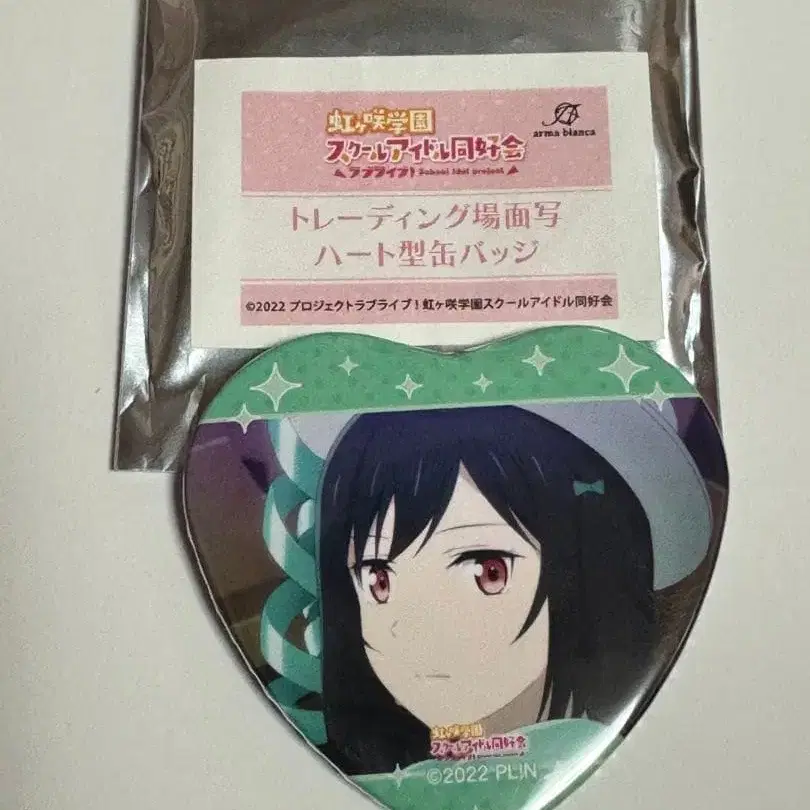 虹ヶ咲学園
スクールアイドル同好会
ラブライブ! School idol project
arma bianca
トレーディング場面写
ハート型缶バッジ
©2022 プロジェクトラブライブ!虹ヶ咲学園スクールアイドル同好会
虹ヶ咲学園
スクールアイドル同好会
©2022 PL!N